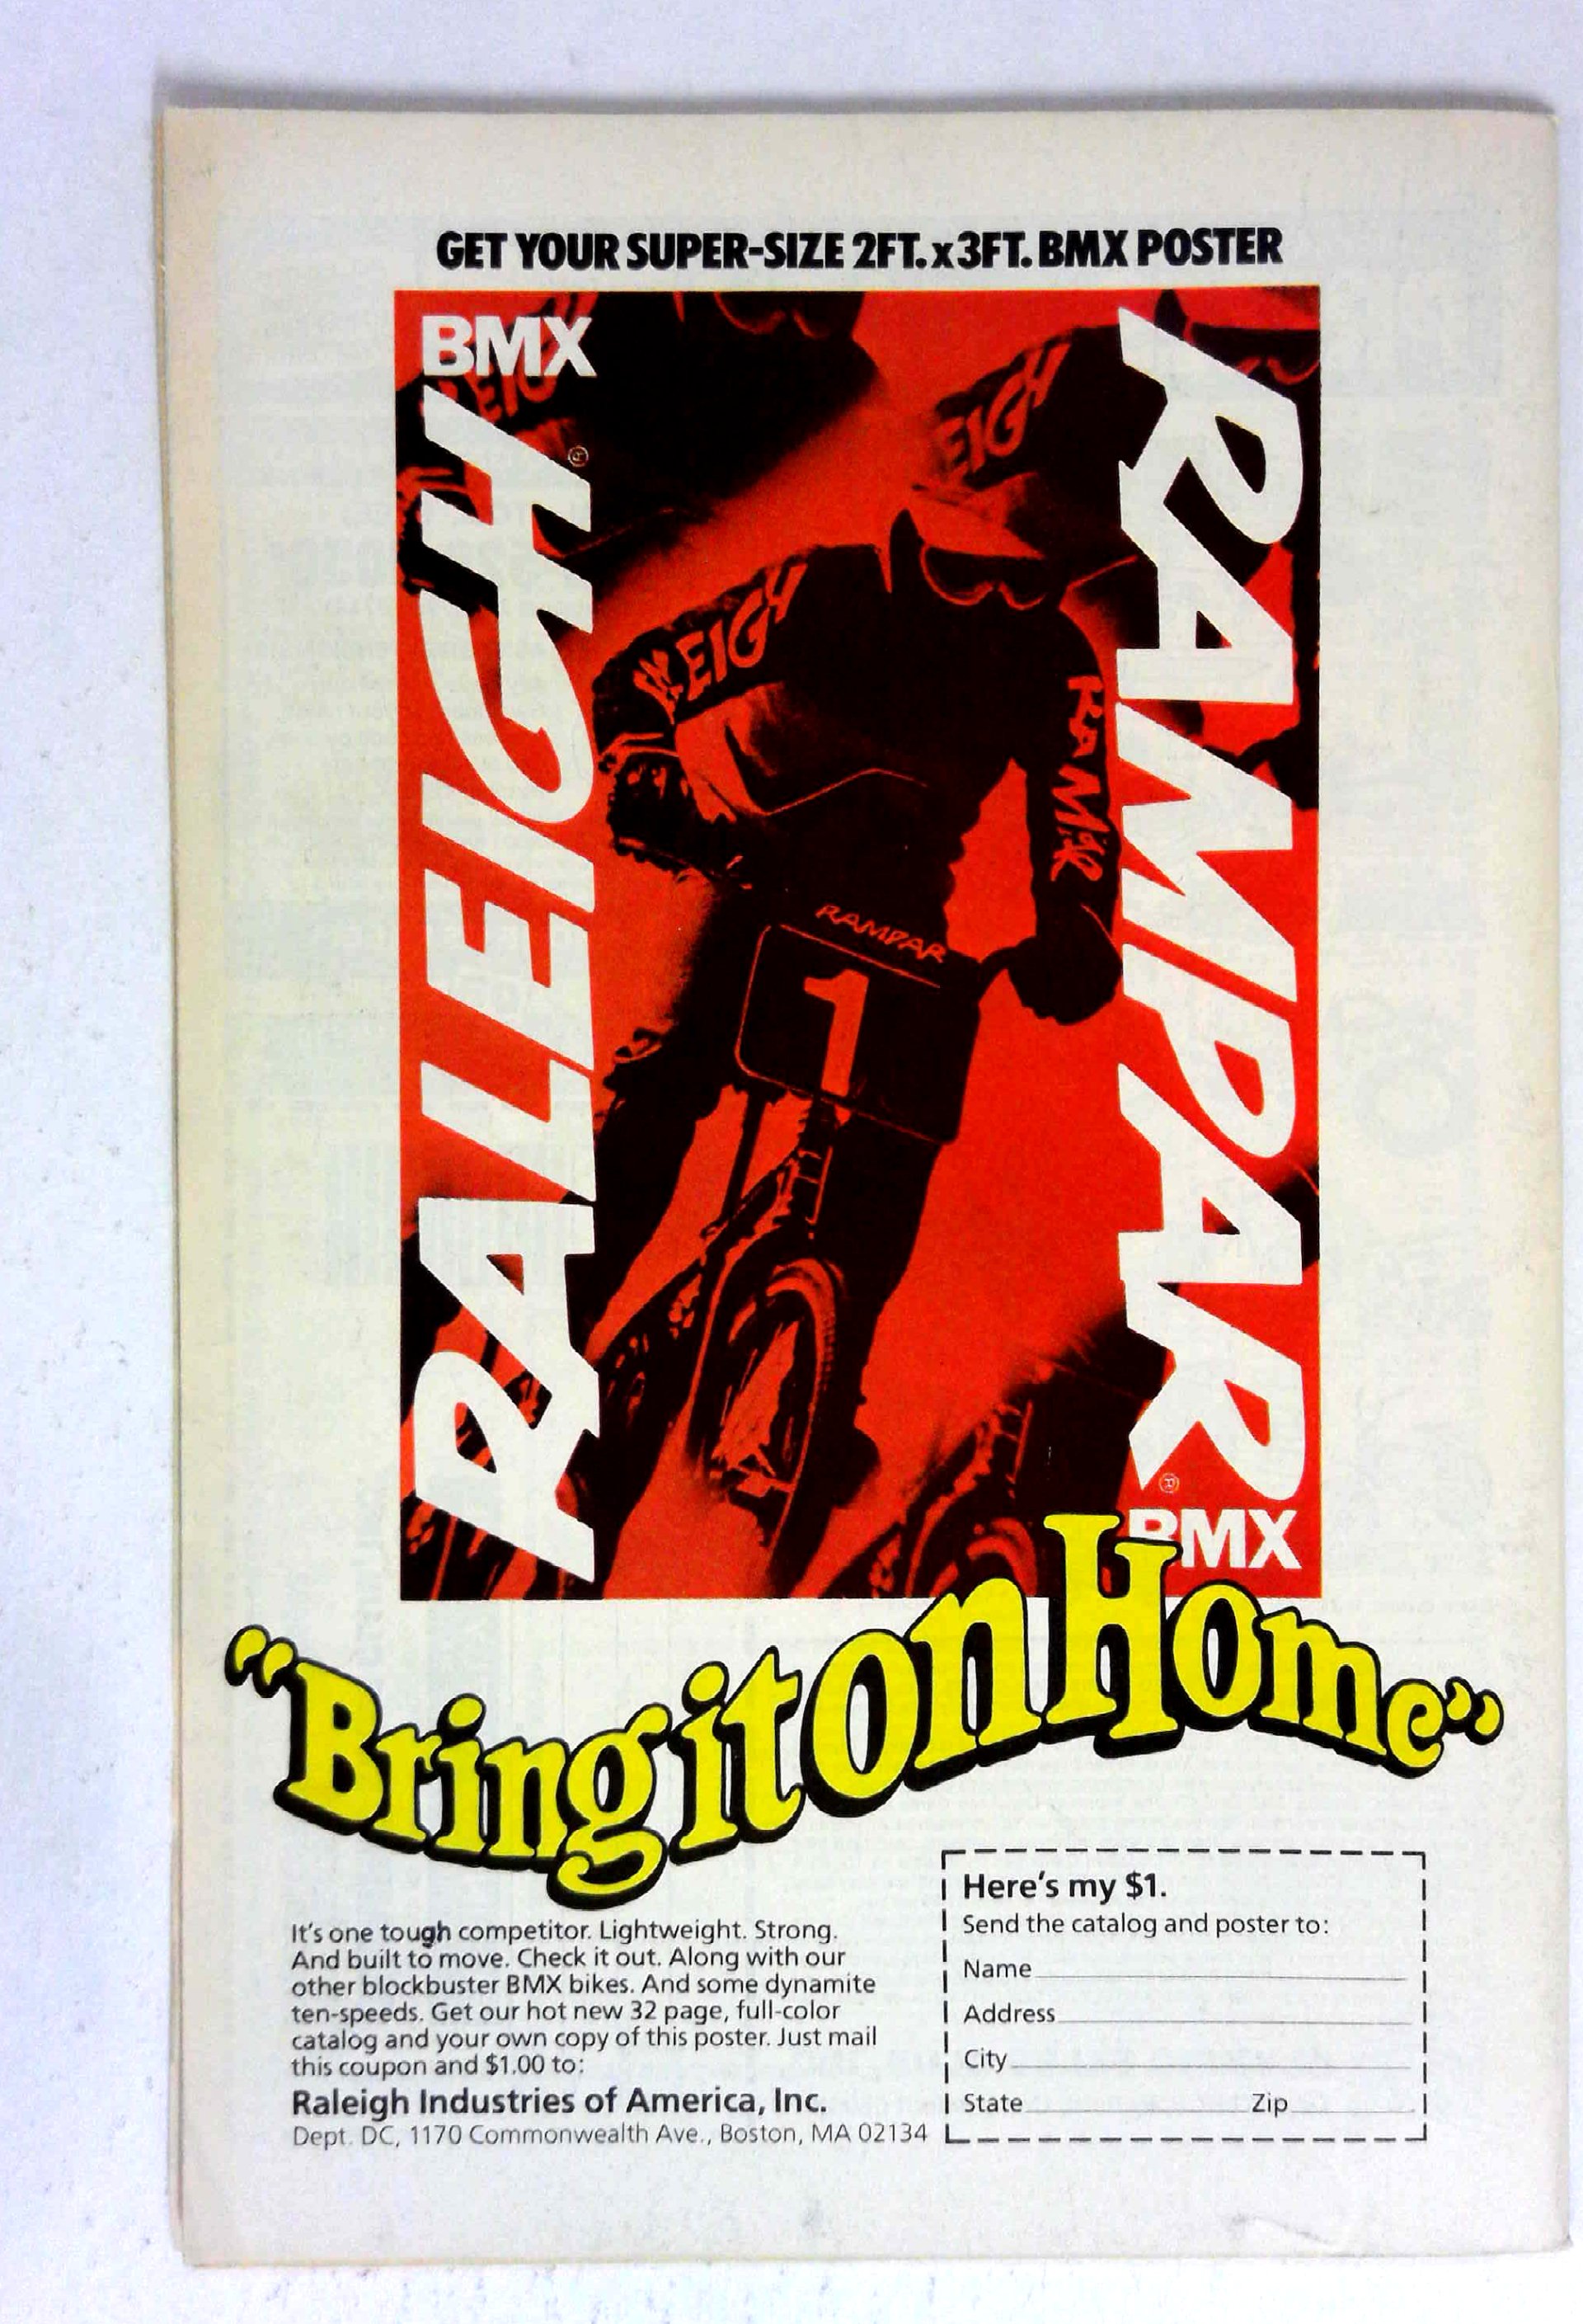 GET YOUR SUPER-SIZE 2FT. x 3FT. BMX POSTER
BMX
RALEIGH®
RAMPAR®
BMX
EIGH
EIGH
LEIGH
RAMPAR
RAMPAR
1
"Bring it on Home"
It's one tough competitor. Lightweight. Strong.
And built to move. Check it out. Along with our
other blockbuster BMX bikes. And some dynamite
ten-speeds. Get our hot new 32 page, full-color
catalog and your own copy of this poster. Just mail
this coupon and $1.00 to:
Raleigh Industries of America, Inc.
Dept. DC, 1170 Commonwealth Ave., Boston, MA 02134
Here's my $1.
Send the catalog and poster to:
Name
Address
City
State Zip